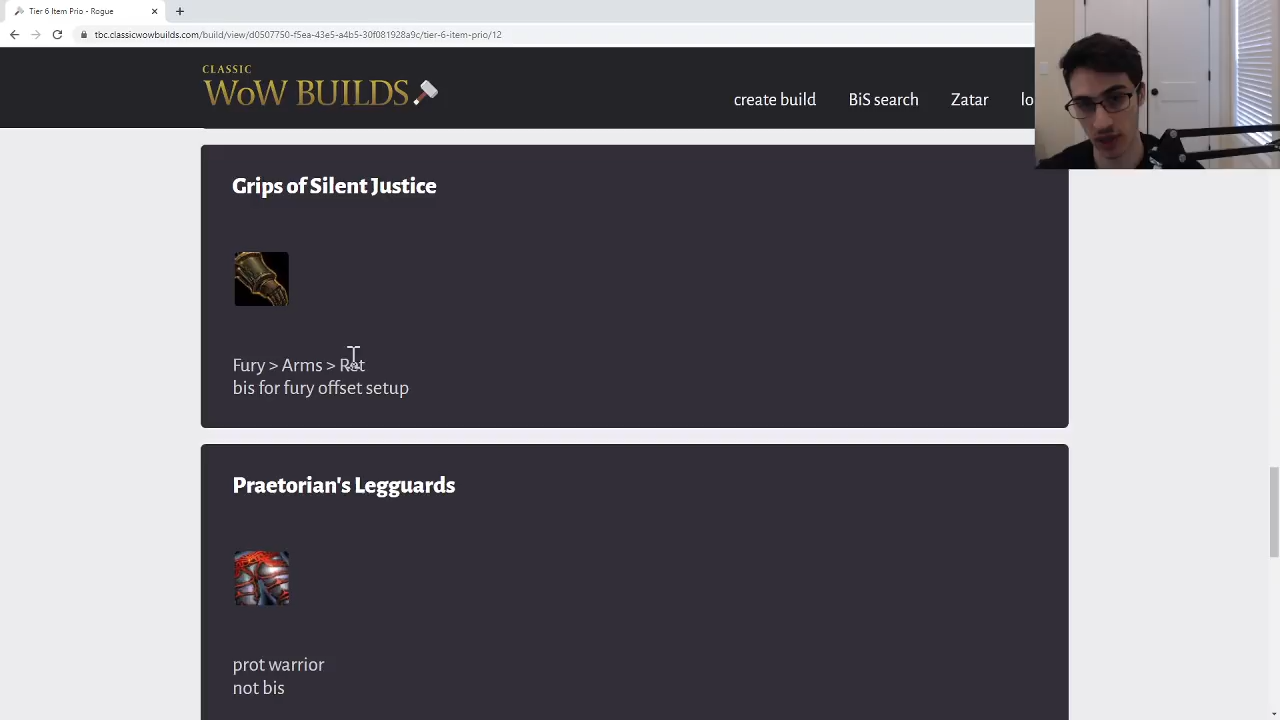 Tier 6 Item Prio - Rogue
tbc.classicwowbuilds.com/build/view/d0507750-f5ea-43e5-a4b5-30f081928a9c/tier-6-item-prio/12
CLASSIC
WoW BUILDS
create build
BiS search
Zatar
lo
Grips of Silent Justice
Fury > Arms > Ret
bis for fury offset setup
Praetorian's Legguards
prot warrior
not bis